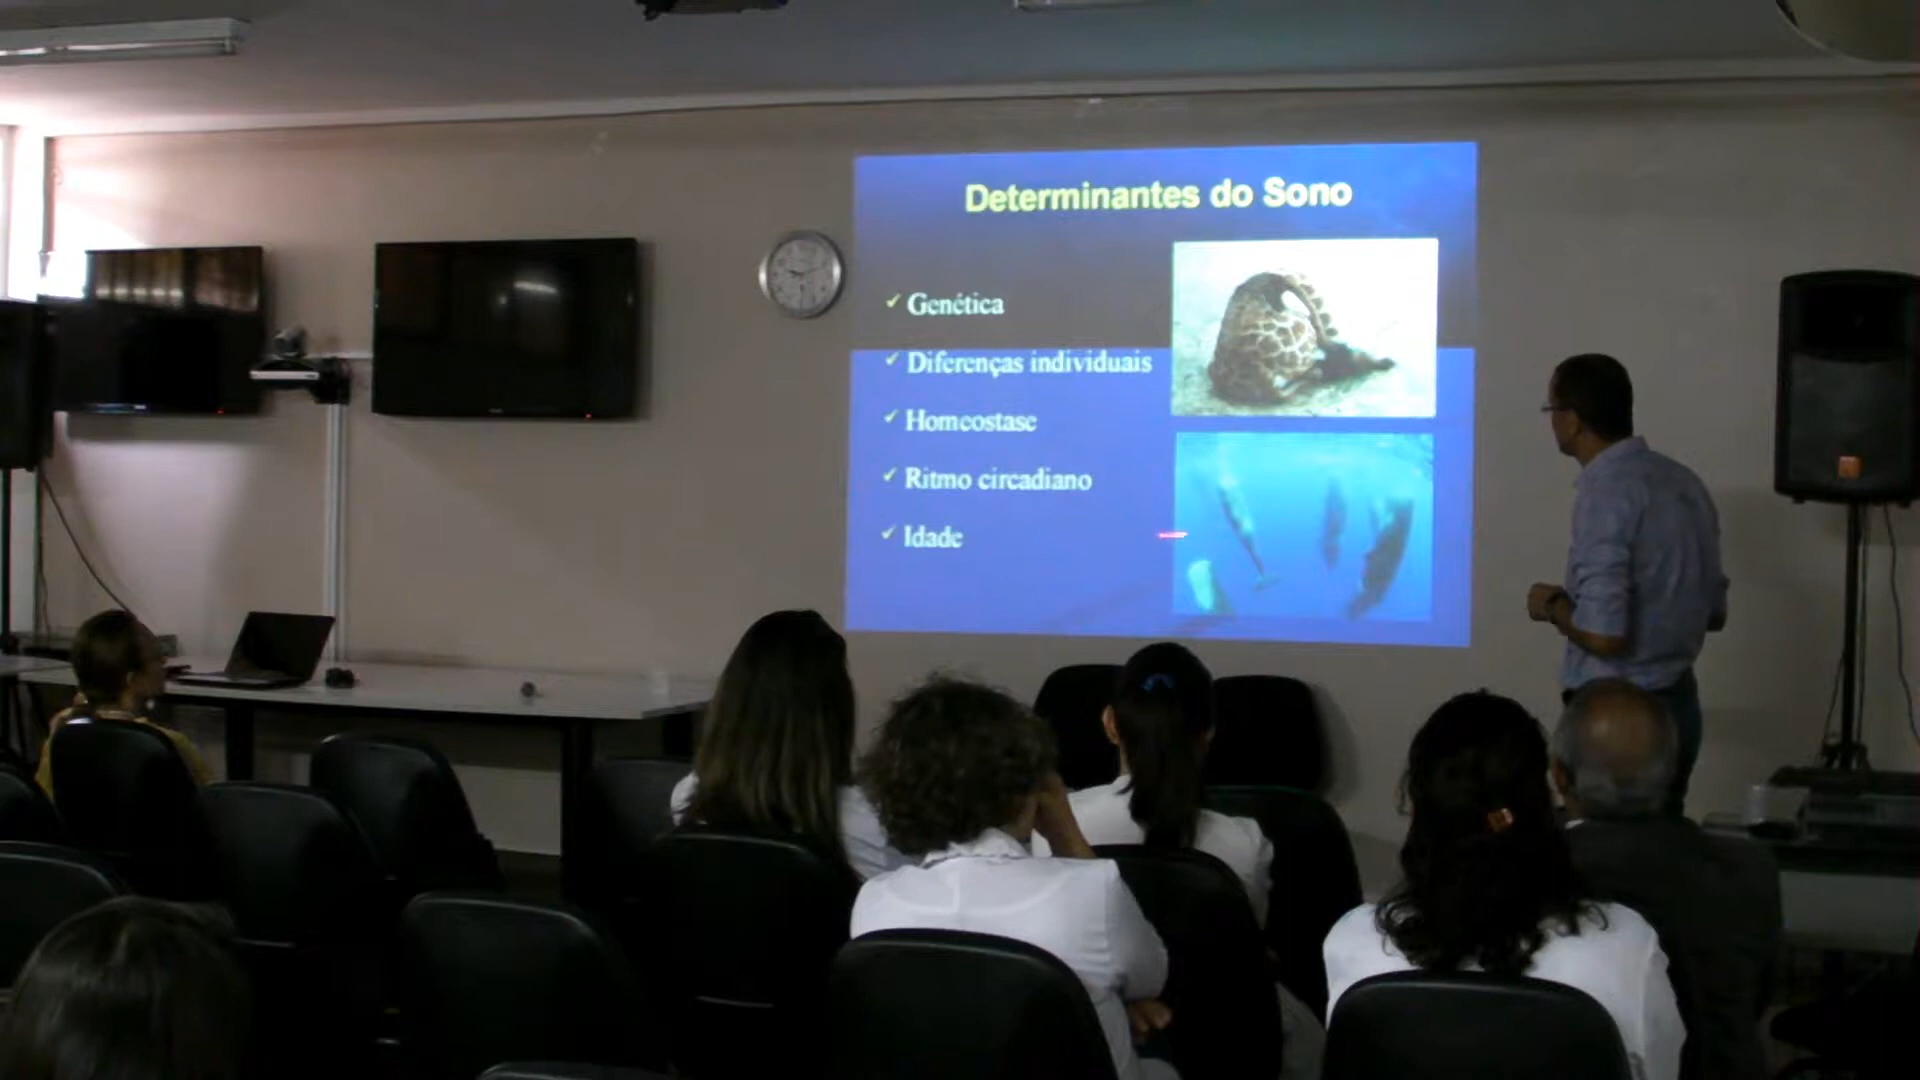 Determinantes do Sono
✓ Genética
✓ Diferenças individuais
✓ Homeostase
✓ Ritmo circadiano
✓ Idade